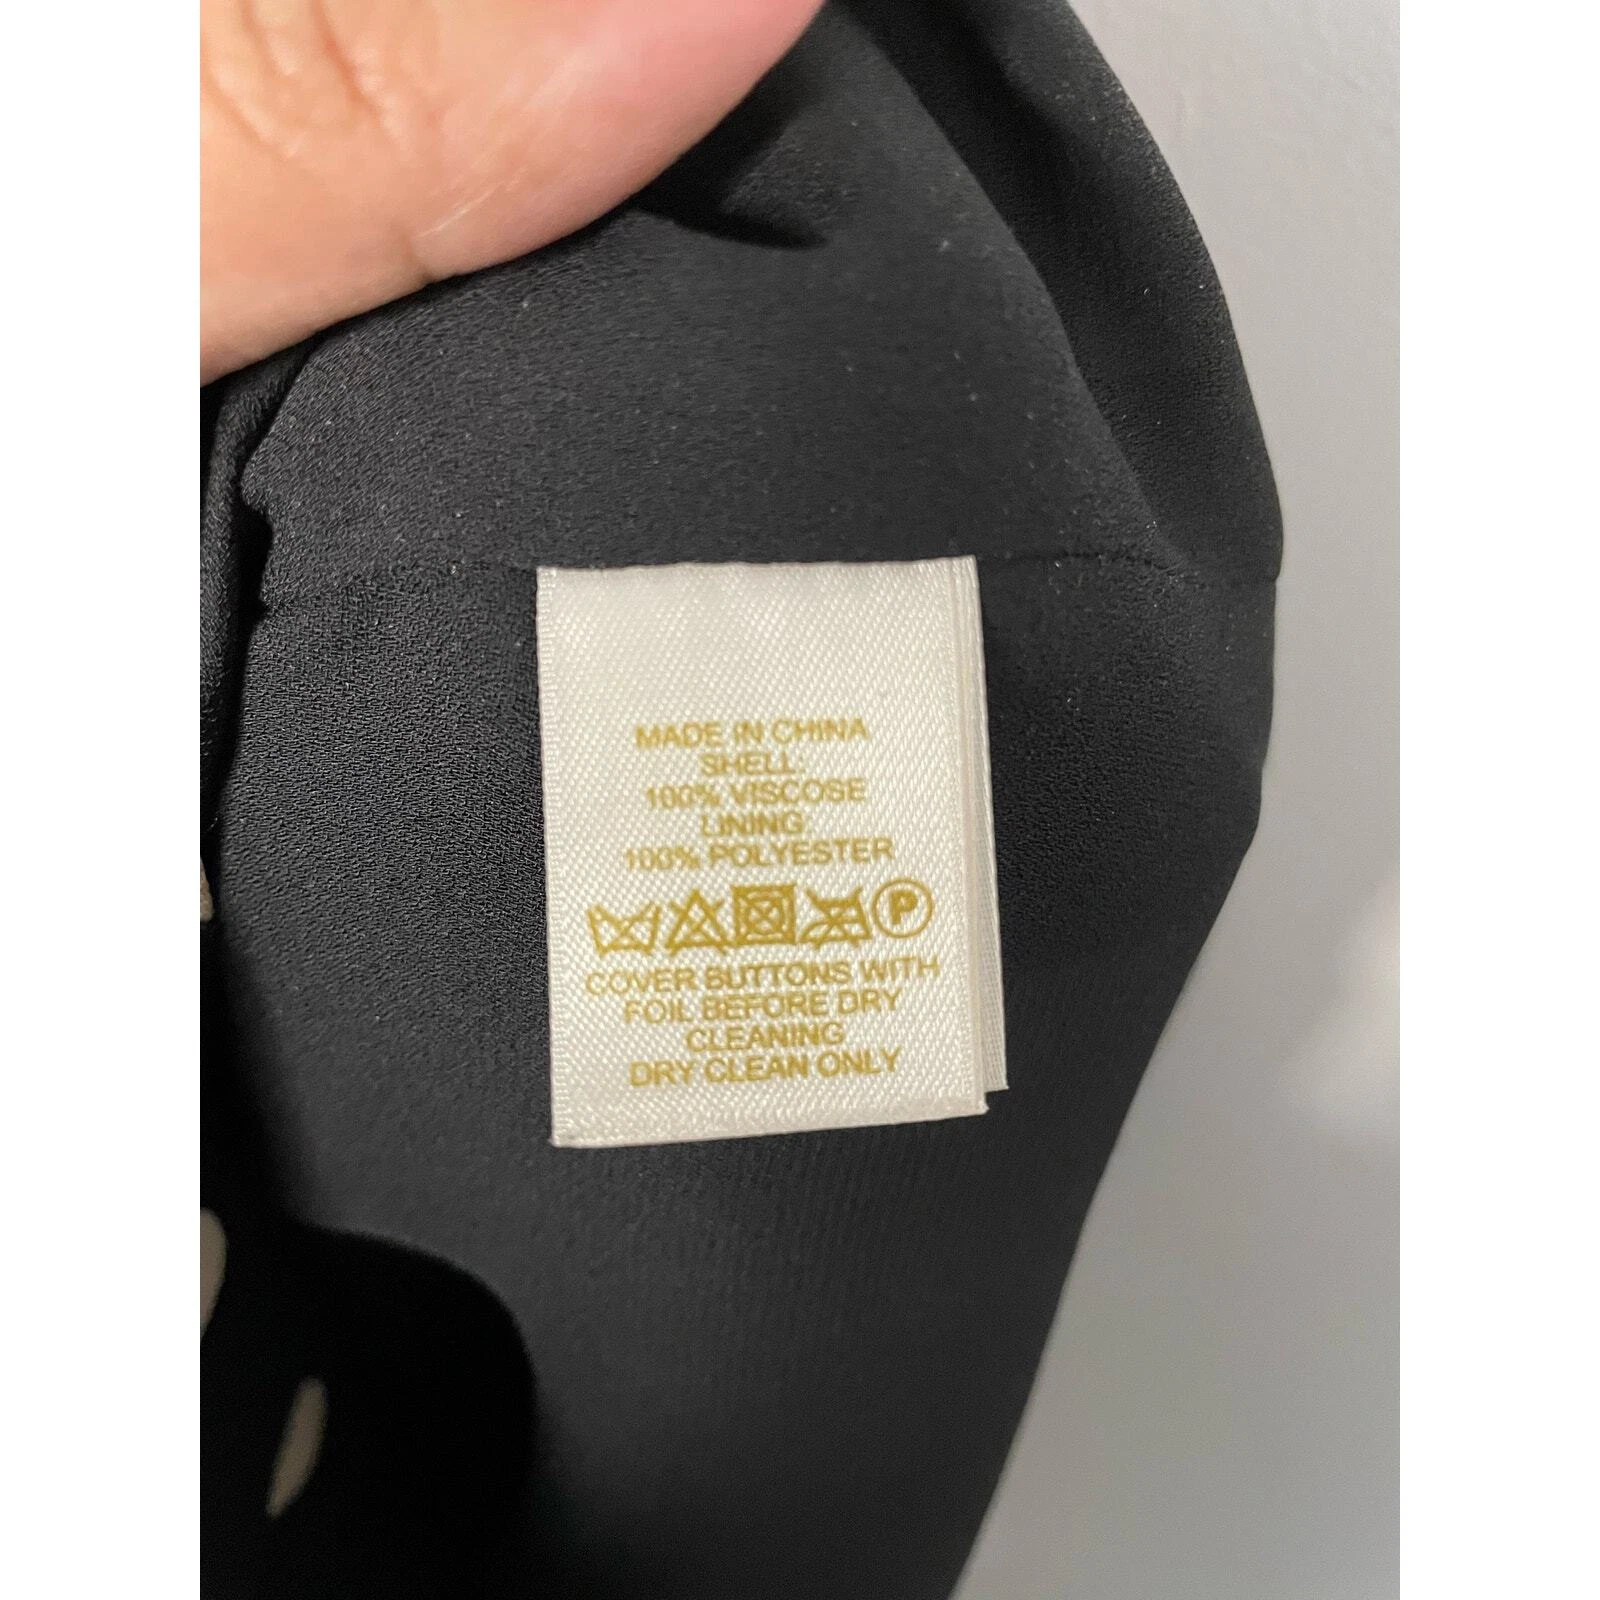 MADE IN CHINA
SHELL:
100% VISCOSE
LINING:
100% POLYESTER
P
COVER BUTTONS WITH
FOIL BEFORE DRY
CLEANING
DRY CLEAN ONLY